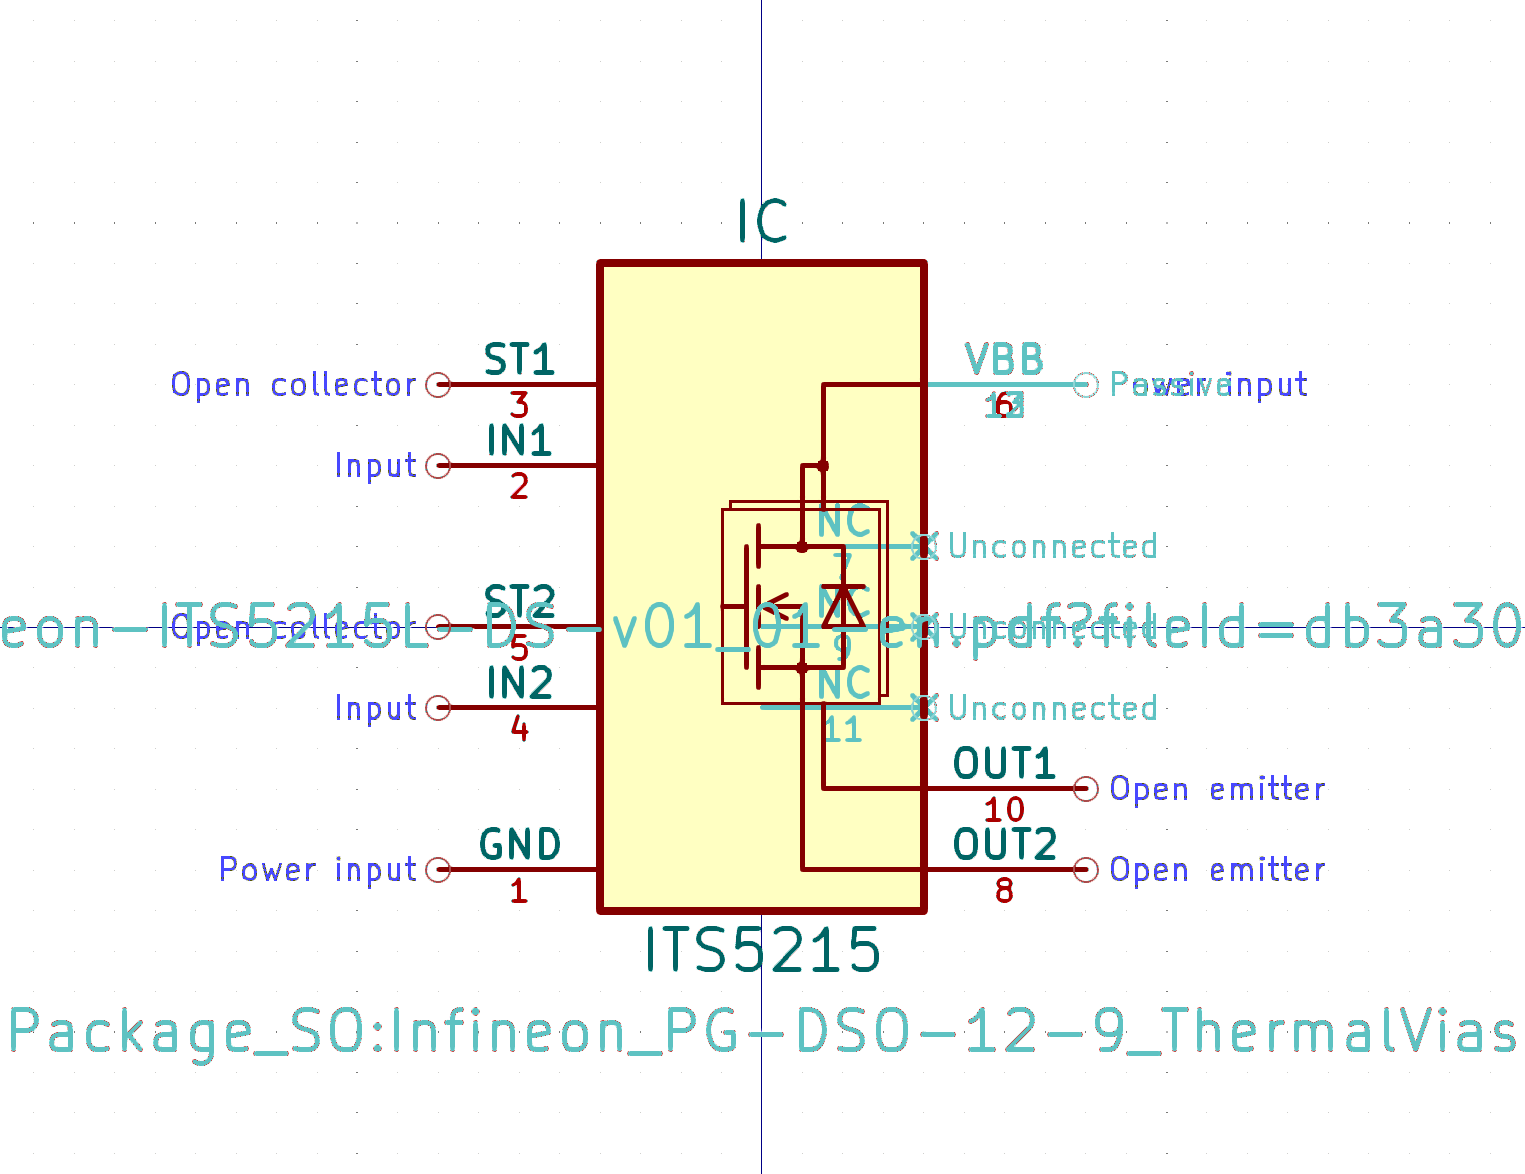 IC
Open collector ST1 3
VBB 6 Power input
Passive
Input IN1 2
NC 7 Unconnected
Open collector ST2 5
NC 9 Unconnected
eon-ITS5215L-DS-v01_01-en.pdf?fileId=db3a30
Input IN2 4
NC 11 Unconnected
OUT1 10 Open emitter
Power input GND 1
OUT2 8 Open emitter
ITS5215
Package_SO:Infineon_PG-DSO-12-9_ThermalVias